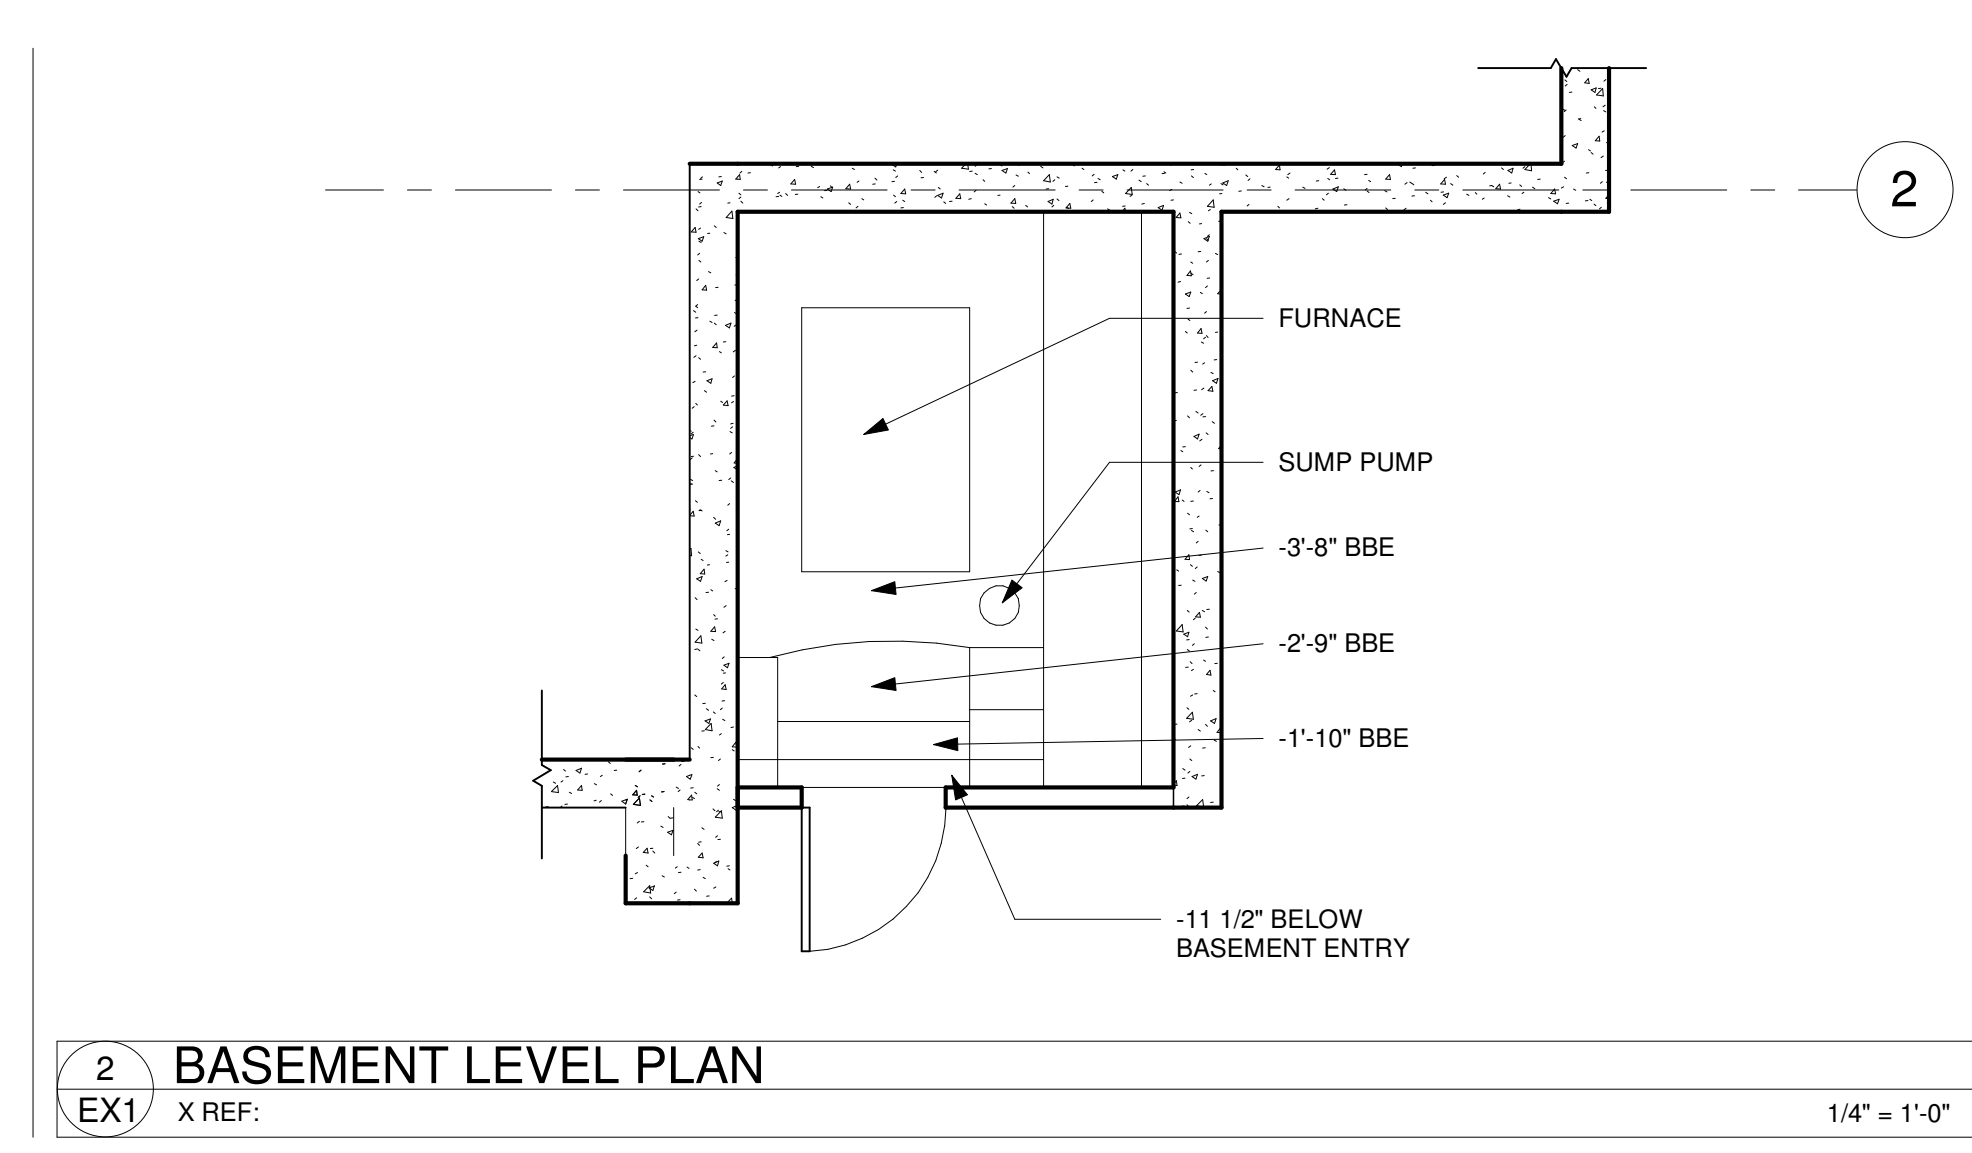 2
FURNACE
SUMP PUMP
-3'-8" BBE
-2'-9" BBE
-1'-10" BBE
-11 1/2" BELOW
BASEMENT ENTRY
2
BASEMENT LEVEL PLAN
EX1
X REF:
1/4" = 1'-0"